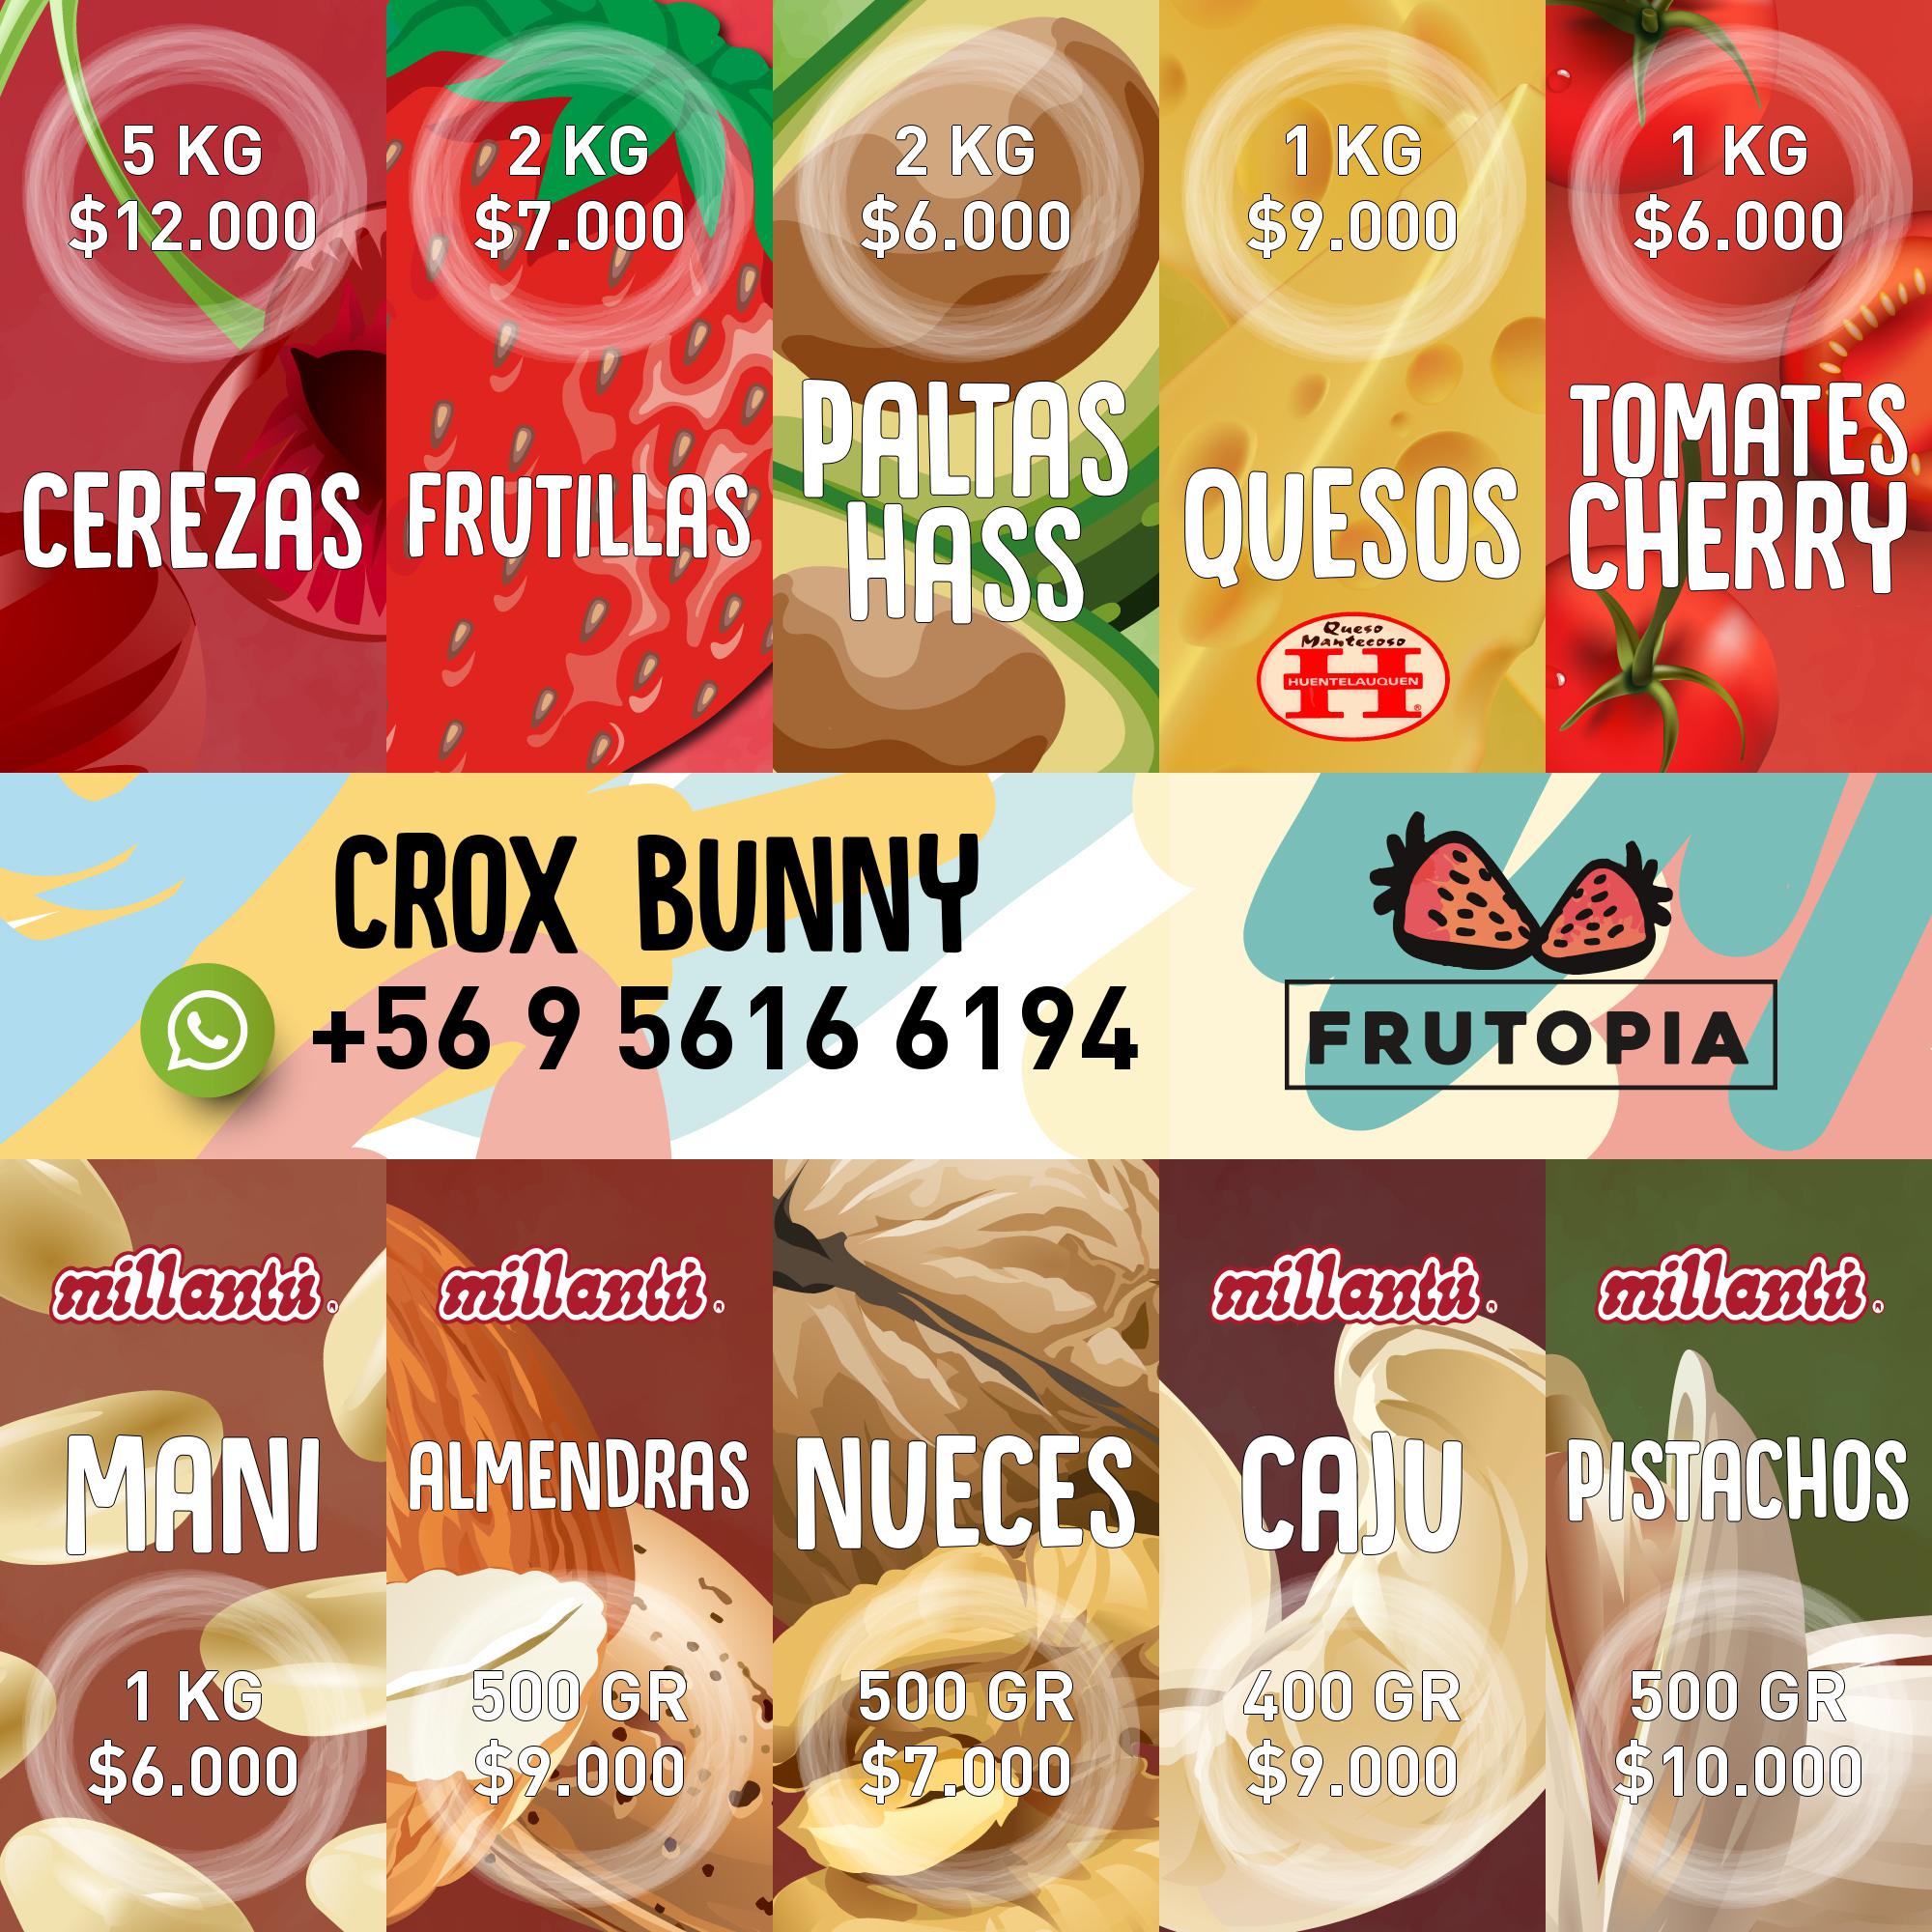 5 KG
$12.000
CEREZAS
2 KG
$7.000
FRUTILLAS
2 KG
$6.000
PALTAS
HASS
1 KG
$9.000
QUESOS
Queso
Mantecoso
H
HUENTELAUQUEN
®
1 KG
$6.000
TOMATES
CHERRY
CROX BUNNY
+56 9 5616 6194
FRUTOPIA
millantú®
MANI
1 KG
$6.000
millantú®
ALMENDRAS
500 GR
$9.000
NUECES
500 GR
$7.000
millantú®
CAJU
400 GR
$9.000
millantú®
PISTACHOS
500 GR
$10.000